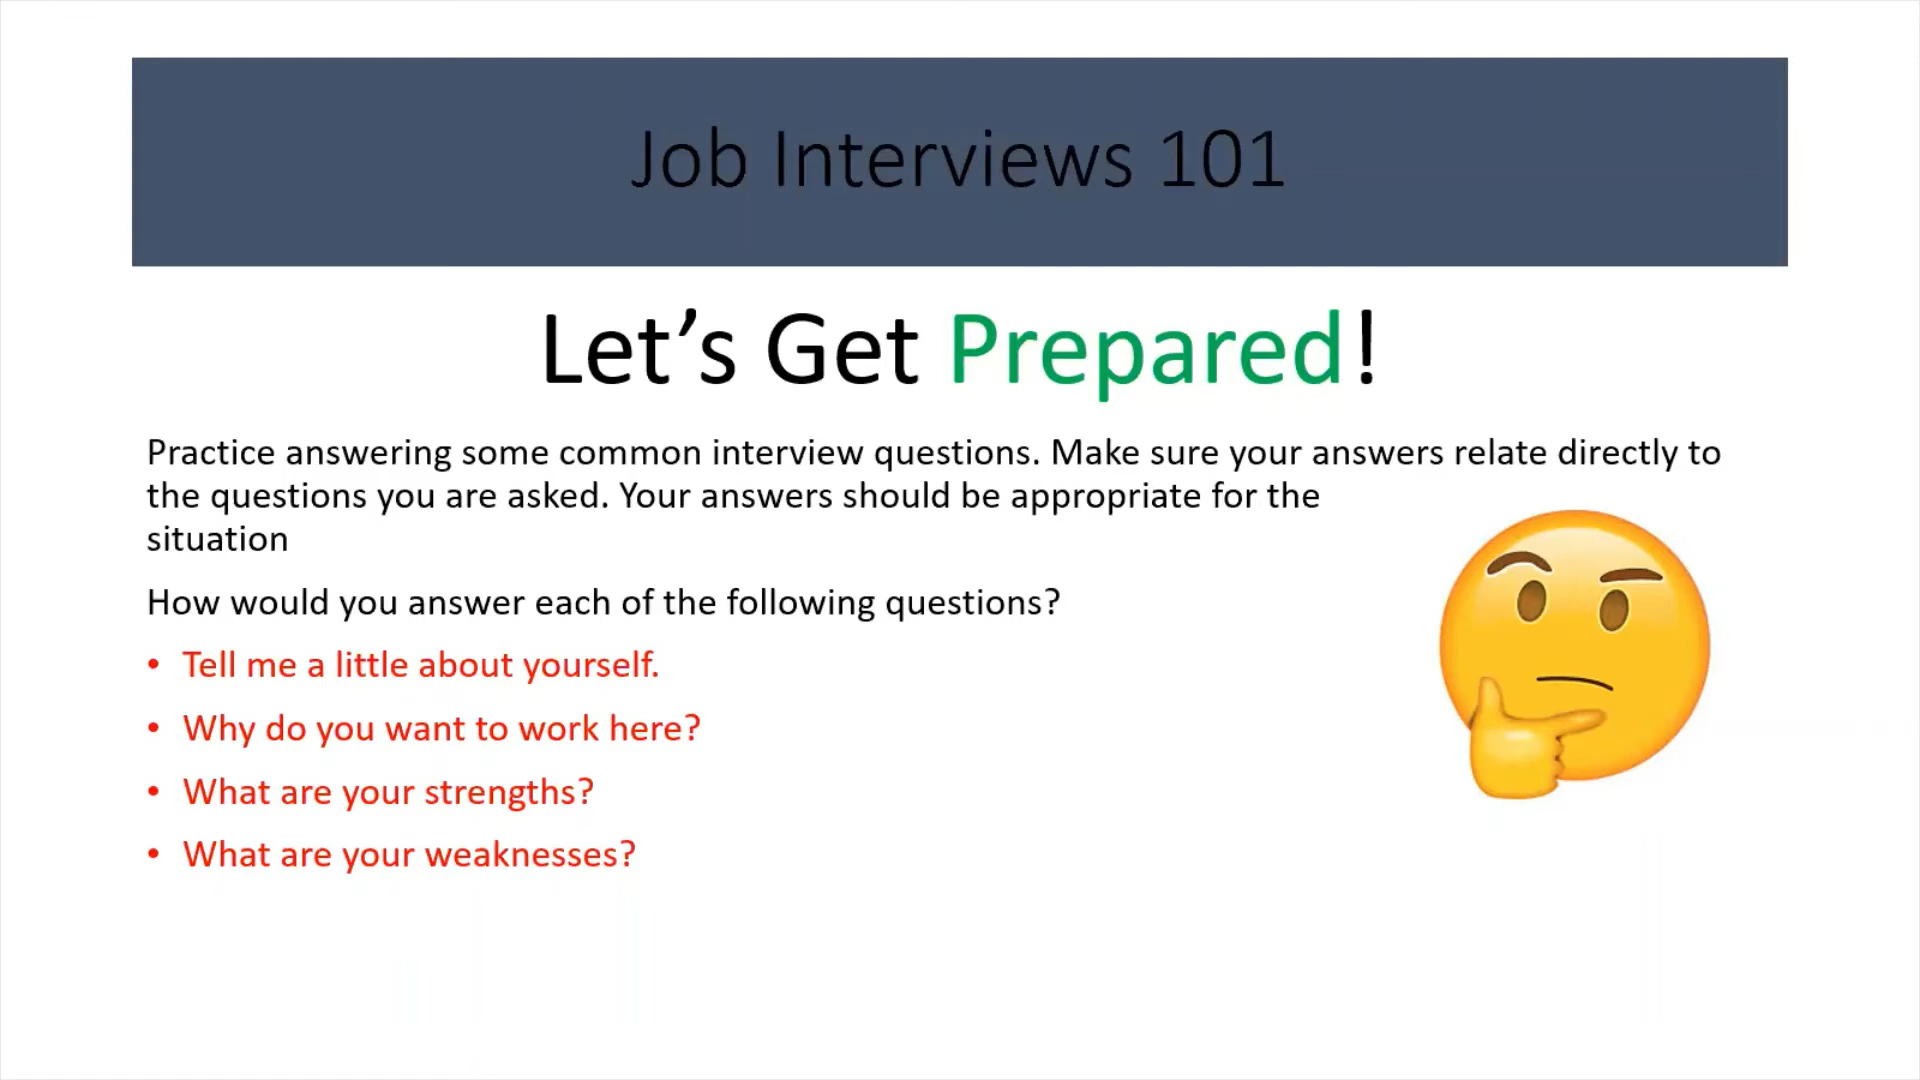 Job Interviews 101
Let’s Get Prepared!
Practice answering some common interview questions. Make sure your answers relate directly to
the questions you are asked. Your answers should be appropriate for the
situation
How would you answer each of the following questions?
• Tell me a little about yourself.
• Why do you want to work here?
• What are your strengths?
• What are your weaknesses?